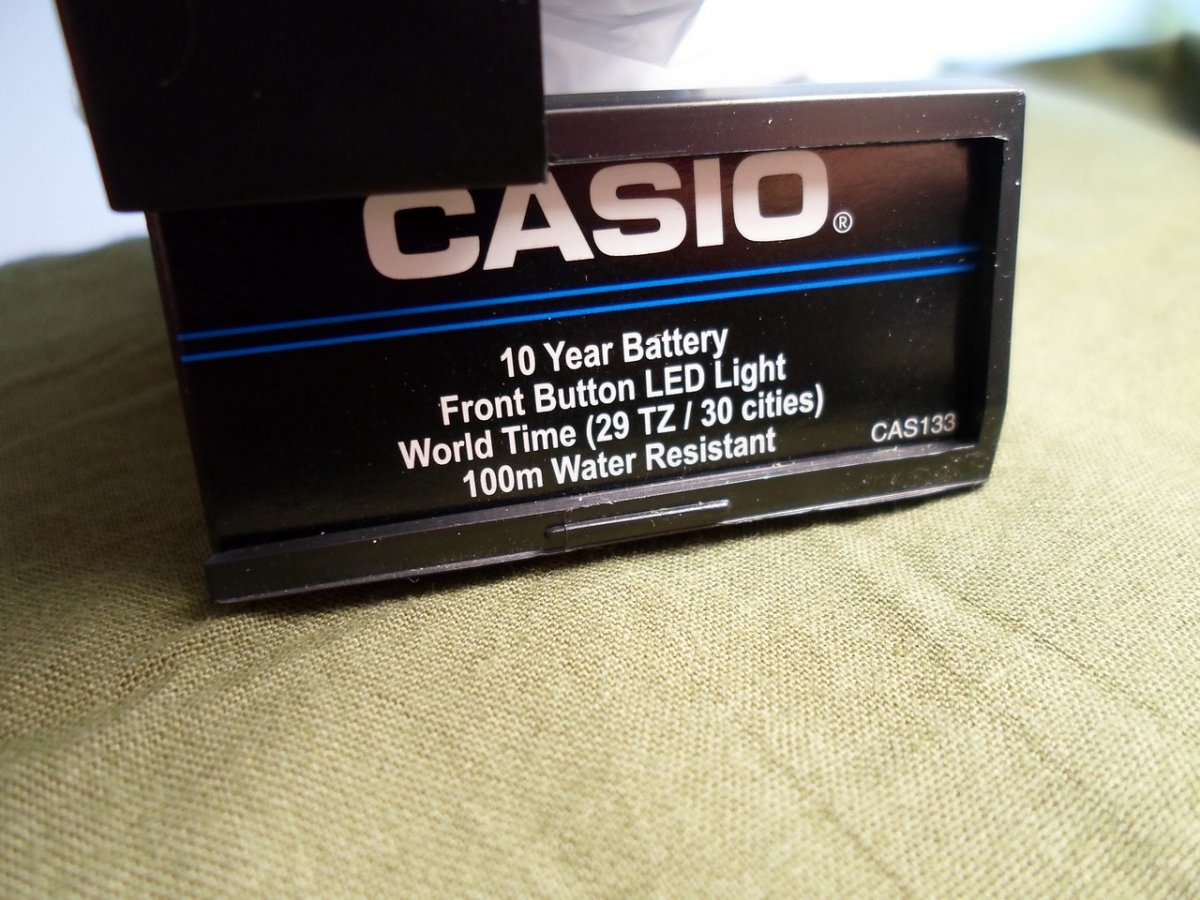 CASIO®
10 Year Battery
Front Button LED Light
World Time (29 TZ / 30 cities)
100m Water Resistant
CAS133